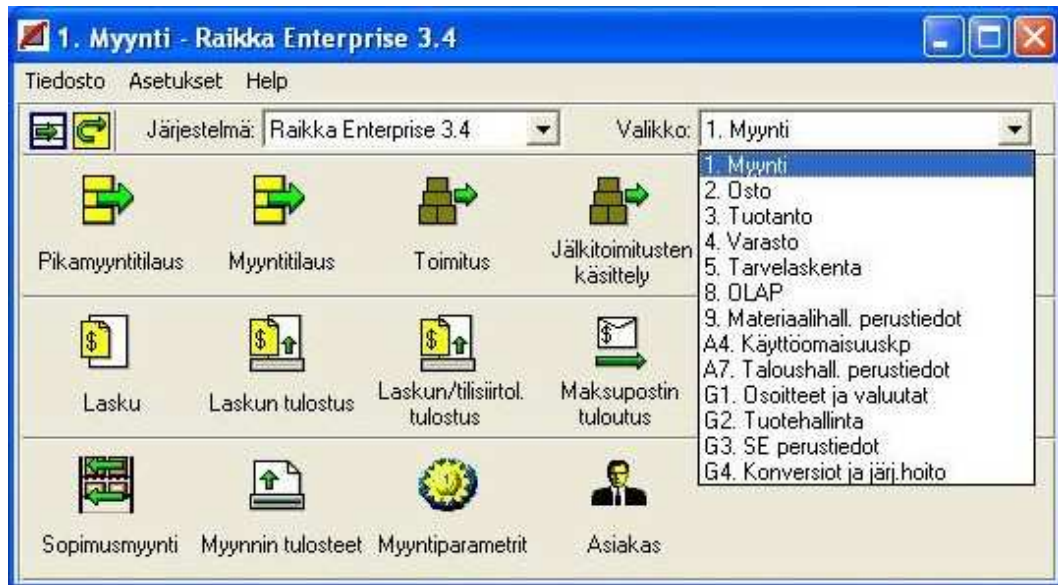 1. Myynti - Raikka Enterprise 3.4
Tiedosto Asetukset Help
Järjestelmä: Raikka Enterprise 3.4 Valikko: 1. Myynti
1. Myynti
2. Osto
3. Tuotanto
4. Varasto
5. Tarvelaskenta
8. OLAP
9. Materiaalihall. perustiedot
A4. Käyttöomaisuuskp
A7. Taloushall. perustiedot
G1. Osoitteet ja valuutat
G2. Tuotehallinta
G3. SE perustiedot
G4. Konversiot ja järj.hoito
Pikamyyntitilaus Myyntitilaus Toimitus Jälkitoimitusten
käsittely
Lasku Laskun tulostus Laskun/tilisiirtol.
tulostus Maksupostin
tuloutus
Sopimusmyynti Myynnin tulosteet Myyntiparametrit Asiakas